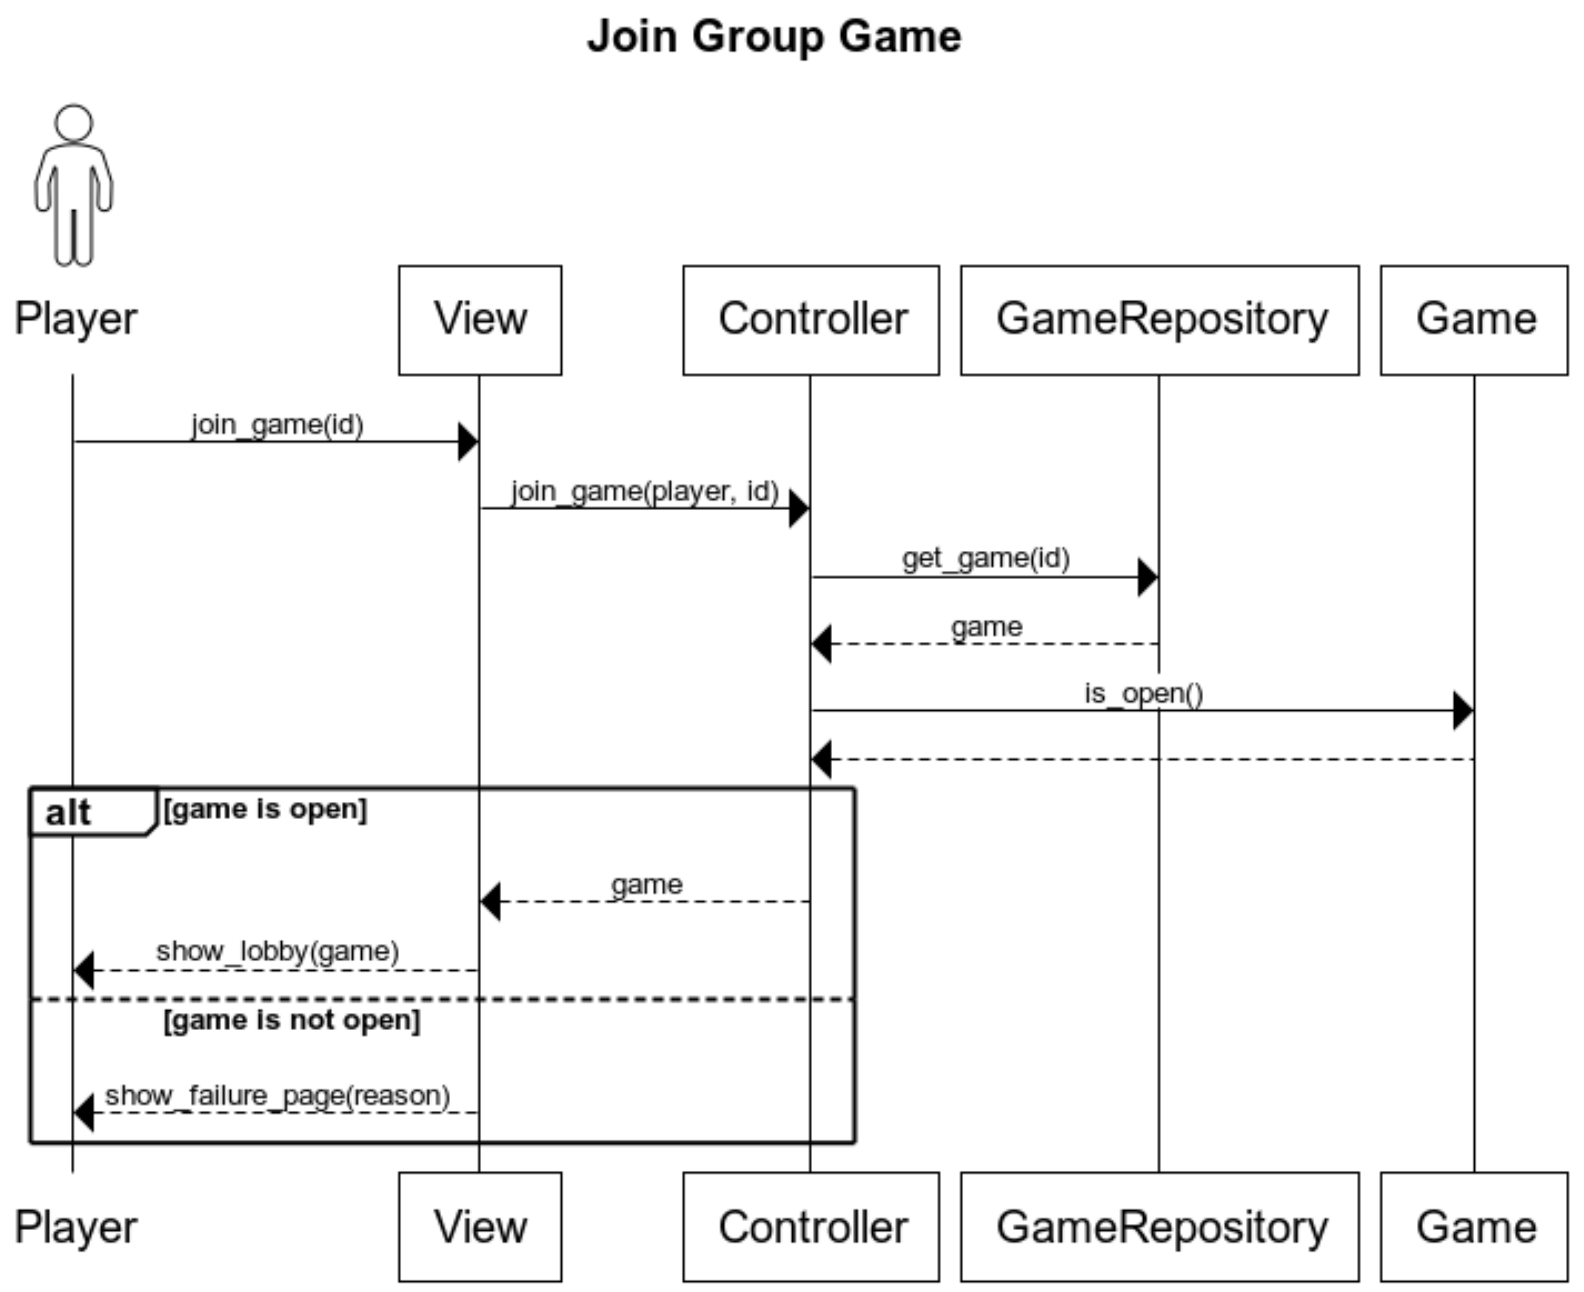 Join Group Game
Player
View
Controller
GameRepository
Game
join_game(id)
join_game(player, id)
get_game(id)
game
is_open()
alt
[game is open]
game
show_lobby(game)
[game is not open]
show_failure_page(reason)
Player
View
Controller
GameRepository
Game